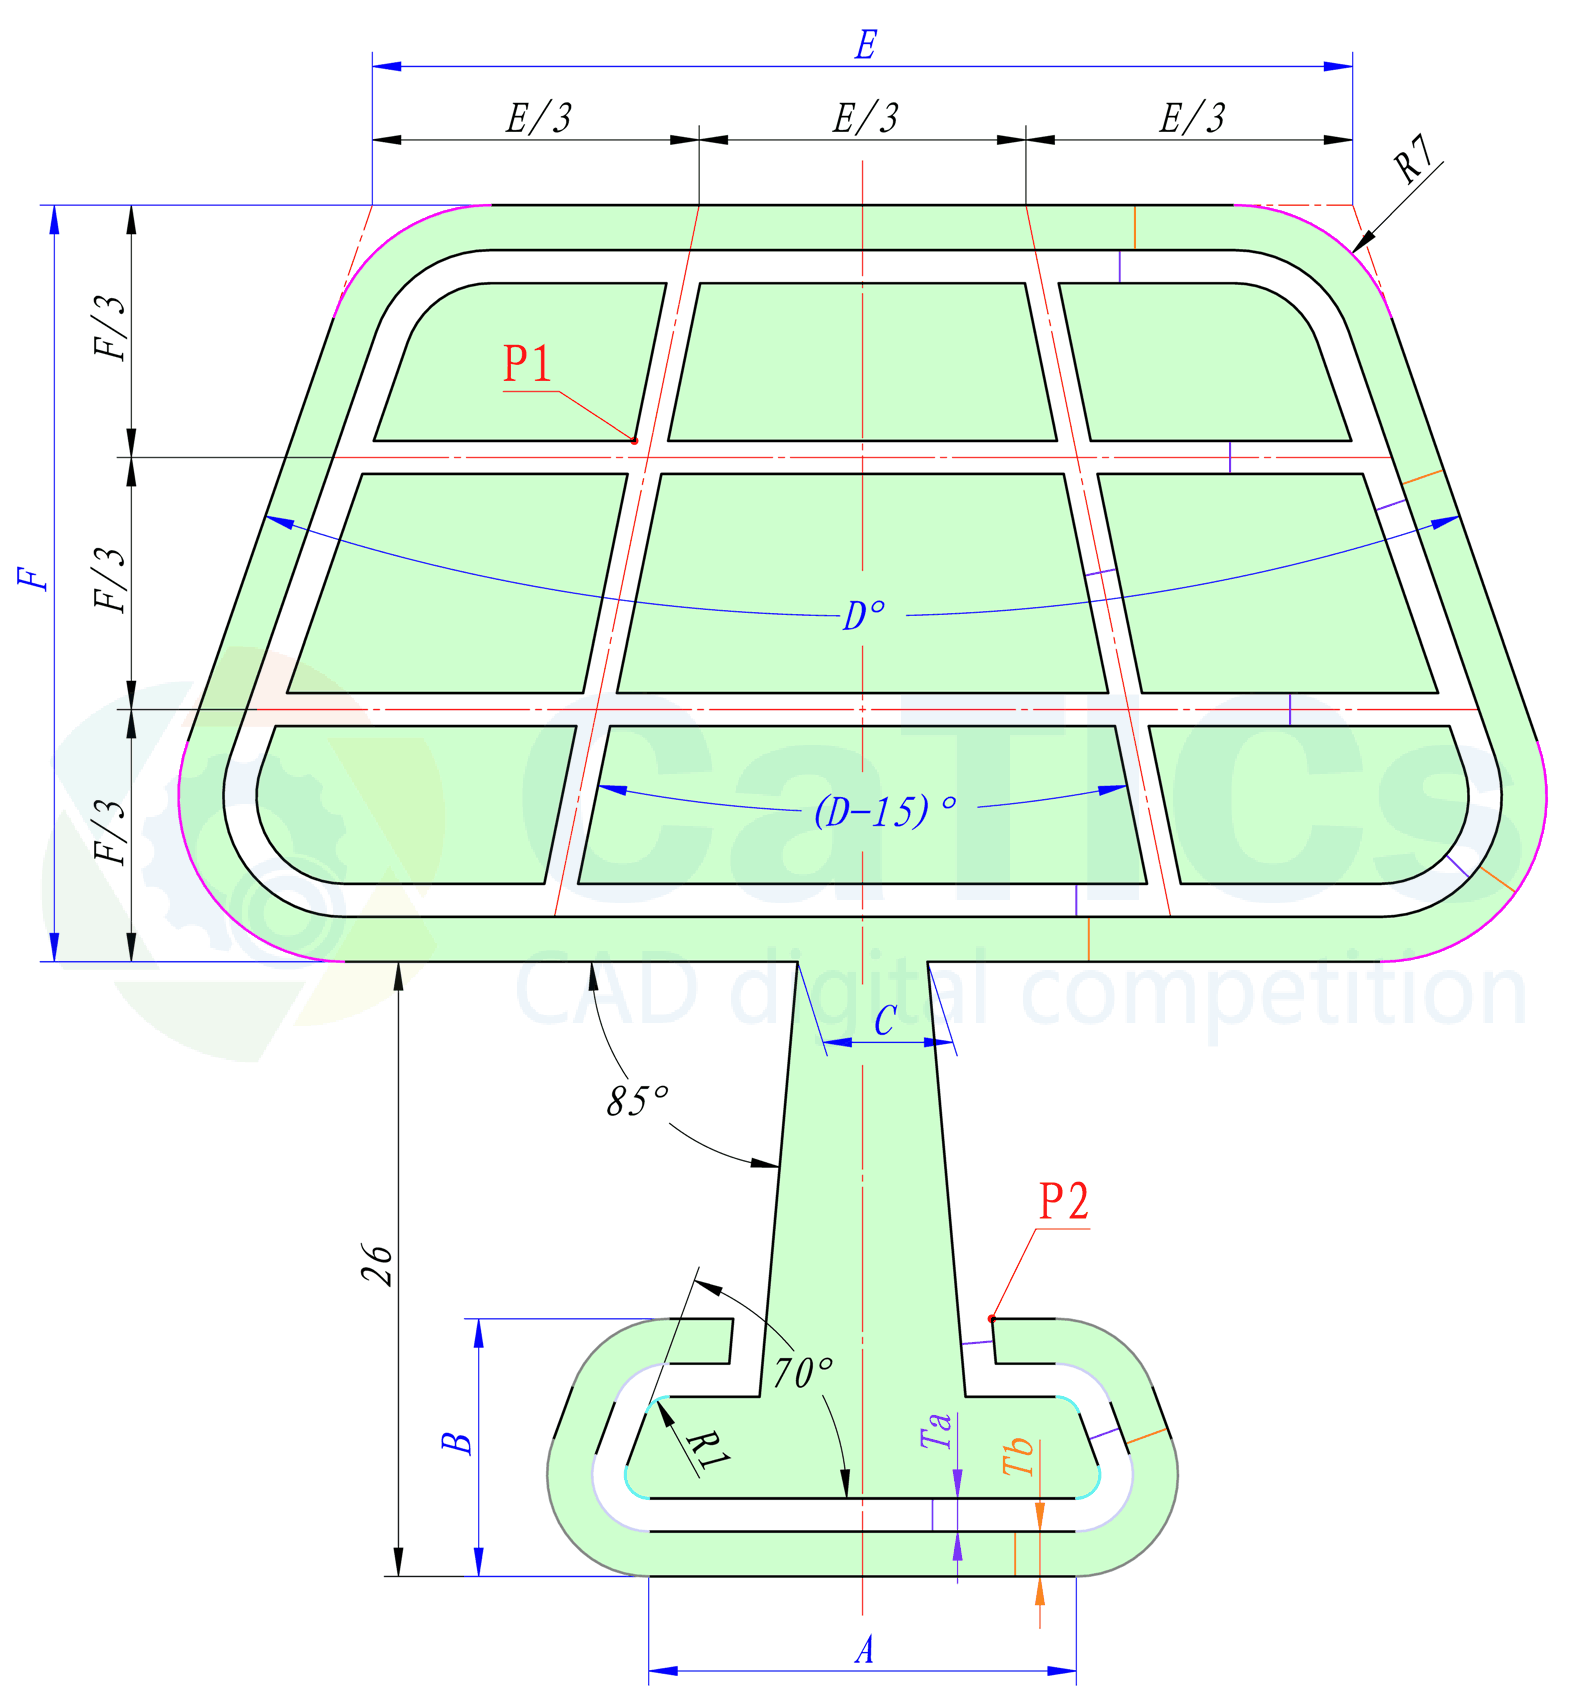 E
E/3
E/3
E/3
R7
F/3
P1
F
F/3
D°
(D-15)°
F/3
CaTICs
CAD digital competition
C
85°
P2
26
70°
B
R1
Ta
Tb
A